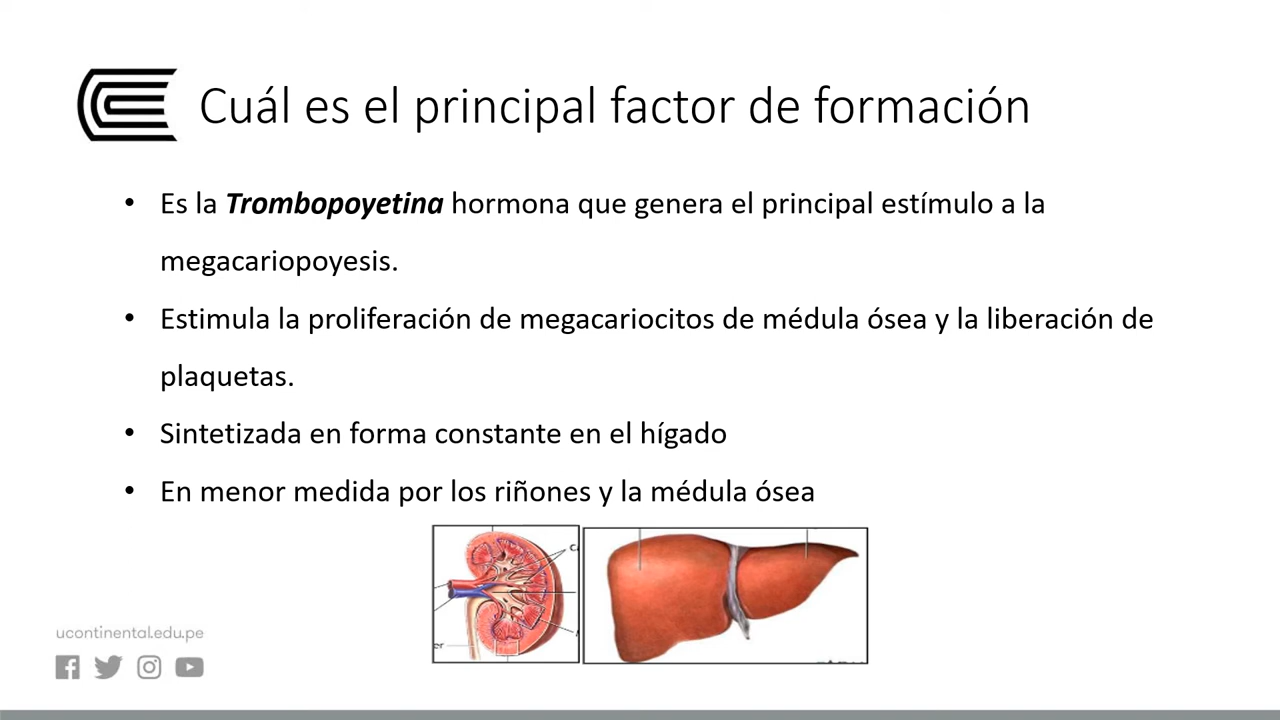 Cuál es el principal factor de formación
• Es la Trombopoyetina hormona que genera el principal estímulo a la
megacariopoyesis.
• Estimula la proliferación de megacariocitos de médula ósea y la liberación de
plaquetas.
• Sintetizada en forma constante en el hígado
• En menor medida por los riñones y la médula ósea
ucontinental.edu.pe